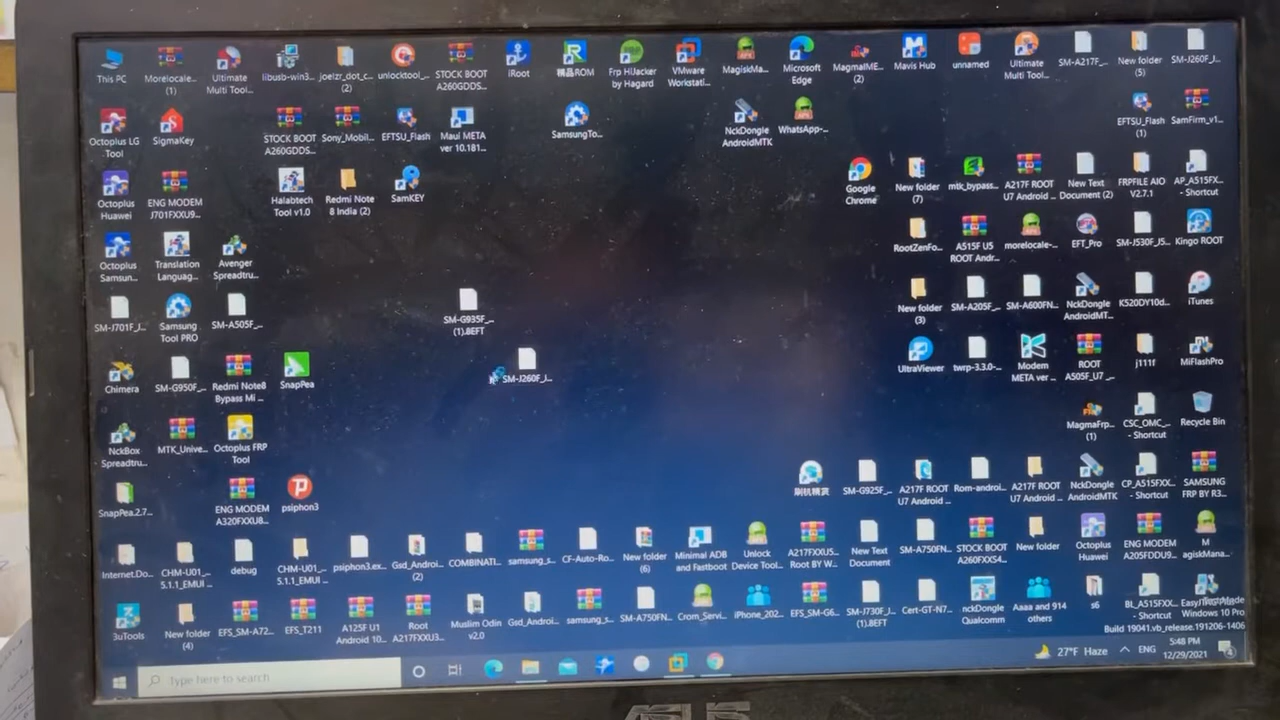 This PC
Morelocale...
(1)
Ultimate
Multi Tool...
libusb-win3...
joelzr_dot_c...
(2)
unlocktool_...
STOCK BOOT
A260GDDS...
iRoot
精品ROM
Frp HiJacker
by Hagard
VMware
Workstati...
MagiskMa...
Microsoft
Edge
MagmaIME...
(2)
Mavis Hub
unnamed
Ultimate
Multi Tool...
SM-A217F_...
New folder
(5)
SM-J260F_J...
Octoplus LG
Tool
SigmaKey
STOCK BOOT
A260GDDS...
Sony_Mobil...
EFTSU_Flash
Maui META
ver 10.181...
SamsungTo...
NckDongle
AndroidMTK
WhatsApp-...
EFTSU_Flash
(1)
SamFirm_v1...
Octoplus
Huawei
ENG MODEM
J701FXXU9...
Halabtech
Tool v1.0
Redmi Note
8 India (2)
SamKEY
Google
Chrome
New folder
(7)
mtk_bypass...
A217F ROOT
U7 Android ...
New Text
Document (2)
FRPFILE AIO
V2.7.1
AP_A515FX...
- Shortcut
Octoplus
Samsun...
Translation
Languag...
Avenger
Spreadtru...
RootZenFo...
A515F U5
ROOT Andr...
morelocale-...
EFT_Pro
SM-J530F_J5...
Kingo ROOT
SM-J701F_J...
Samsung
Tool PRO
SM-A505F_...
SM-G935F_...
(1).8EFT
New folder
(3)
SM-A205F_...
SM-A600FN...
NckDongle
AndroidMT...
K520DY10d...
iTunes
Chimera
SM-G950F_...
Redmi Note8
Bypass Mi ...
SnapPea
SM-J260F_J...
UltraViewer
twrp-3.3.0-...
Modem
META ver ...
ROOT
A505F_U7 _...
j111f
MiFlashPro
NckBox
Spreadtru...
MTK_Unive...
Octoplus FRP
Tool
MagmaFrp...
(1)
CSC_OMC_...
- Shortcut
Recycle Bin
SnapPea.2.7...
ENG MODEM
A320FXXU8...
psiphon3
刷机精灵
SM-G925F_...
A217F ROOT
U7 Android ...
Rom-androi...
A217F ROOT
U7 Android ...
NckDongle
AndroidMTK
CP_A515FXX...
- Shortcut
SAMSUNG
FRP BY R3...
Internet.Do...
CHM-U01_...
5.1.1_EMUI ...
debug
CHM-U01_...
5.1.1_EMUI ...
psiphon3.ex...
Gsd_Androi...
(2)
COMBINATI...
samsung_s...
CF-Auto-Ro...
New folder
(6)
Minimal ADB
and Fastboot
Unlock
Device Tool...
A217FXXU5...
Root BY W...
New Text
Document
SM-A750FN...
STOCK BOOT
A260FXXS4...
New folder
Octoplus
Huawei
ENG MODEM
A205FDDU9...
M
agiskMana...
3uTools
New folder
(4)
EFS_SM-A72...
EFS_T211
A125F U1
Android 10...
Root
A217FXXU3...
Muslim Odin
v2.0
Gsd_Androi...
samsung_s...
SM-A750FN...
Crom_Servi...
iPhone_202...
EFS_SM-G6...
SM-J730F_J...
(1).8EFT
Cert-GT-N7...
nckDongle
Qualcomm
Aaaa and 914
others
s6
BL_A515FXX...
- Shortcut
Windows 10 Pro
Build 19041.vb_release.191206-1406
Type here to search
27°F Haze
ENG
5:48 PM
12/29/2021
4
ASUS